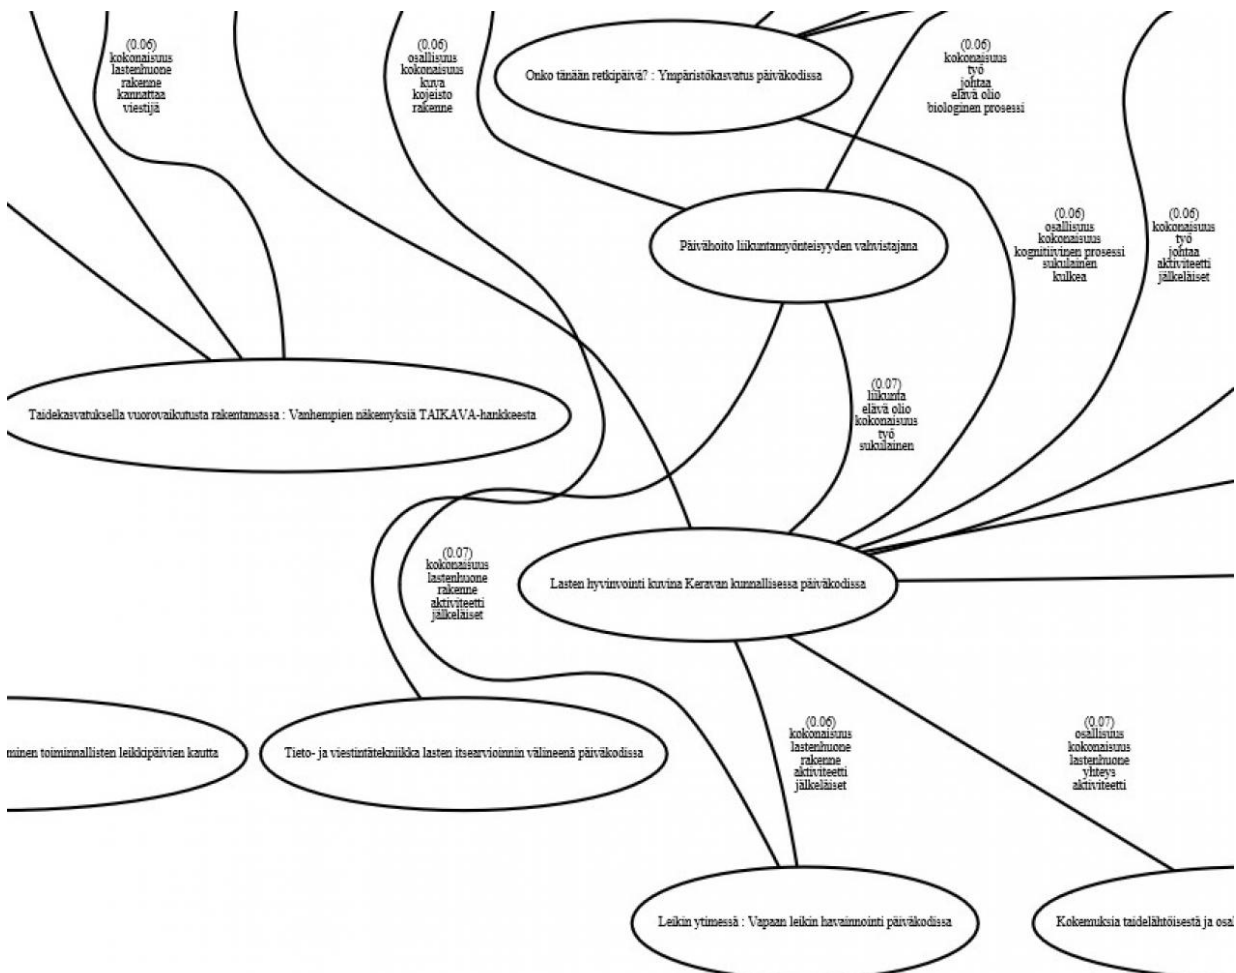 (0.06)
kokonaisuus
lastenhuone
rakenne
kannattaa
viestijä
(0.06)
osallisuus
kokonaisuus
kuva
kojeisto
rakenne
Onko tänään retkipäivä? : Ympäristökasvatus päiväkodissa
(0.06)
kokonaisuus
työ
johtaa
elävä olio
biologinen prosessi
Päivähoito liikuntamyönteisyyden vahvistajana
(0.06)
osallisuus
kokonaisuus
kognitiivinen prosessi
sukulainen
kulkea
(0.06)
kokonaisuus
työ
johtaa
aktiviteetti
jälkeläiset
Taidekasvatuksella vuorovaikutusta rakentamassa : Vanhempien näkemyksiä TAIKAVA-hankkeesta
(0.07)
liikunta
elävä olio
kokonaisuus
työ
sukulainen
(0.07)
kokonaisuus
lastenhuone
rakenne
aktiviteetti
jälkeläiset
Lasten hyvinvointi kuvina Keravan kunnallisessa päiväkodissa
minen toiminnallisten leikkipäivien kautta
Tieto- ja viestintätekniikka lasten itsearvioinnin välineenä päiväkodissa
(0.06)
kokonaisuus
lastenhuone
rakenne
aktiviteetti
jälkeläiset
(0.07)
osallisuus
kokonaisuus
lastenhuone
yhteys
aktiviteetti
Leikin ytimessä : Vapaan leikin havainnointi päiväkodissa
Kokemuksia taidelähtöisestä ja osal